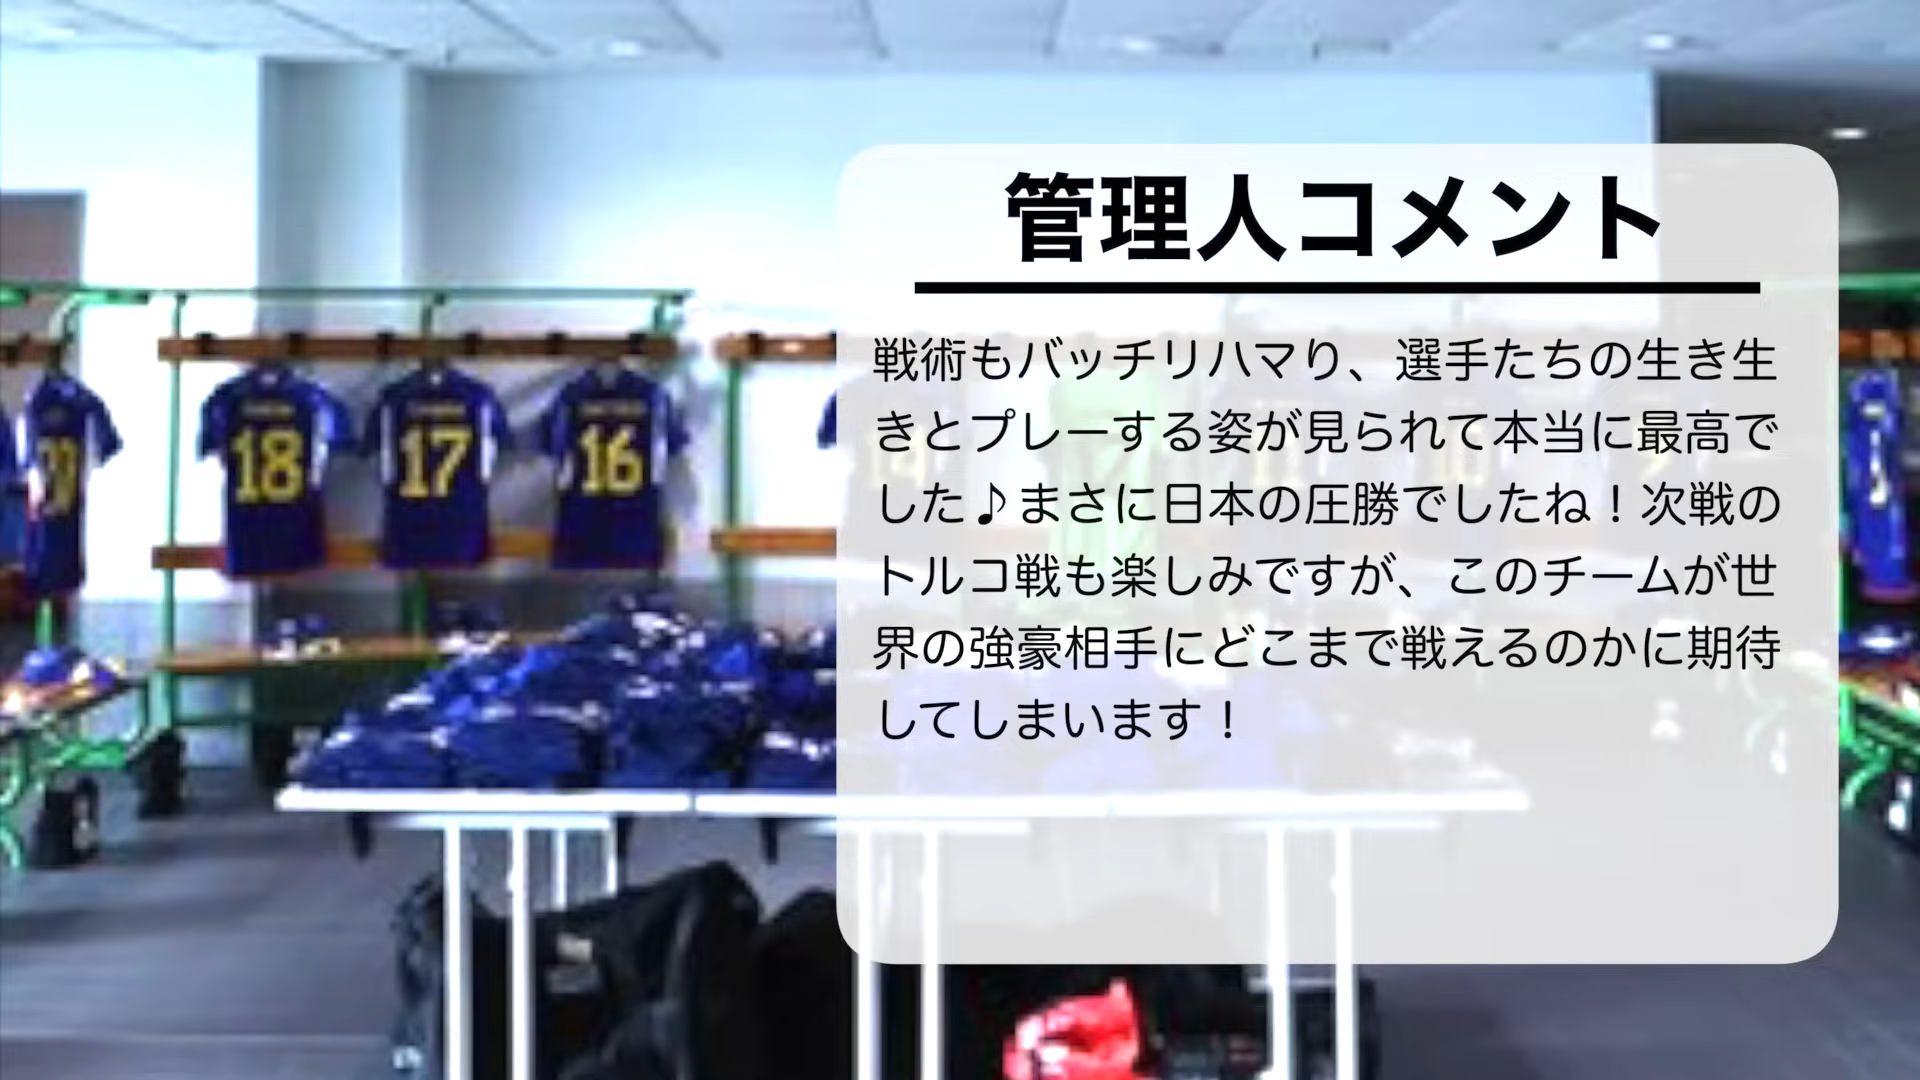 管理人コメント
戦術もバッチリハマり、選手たちの生き生
きとプレーする姿が見られて本当に最高で
した♪まさに日本の圧勝でしたね！次戦の
トルコ戦も楽しみですが、このチームが世
界の強豪相手にどこまで戦えるのかに期待
してしまいます！
18
17
16